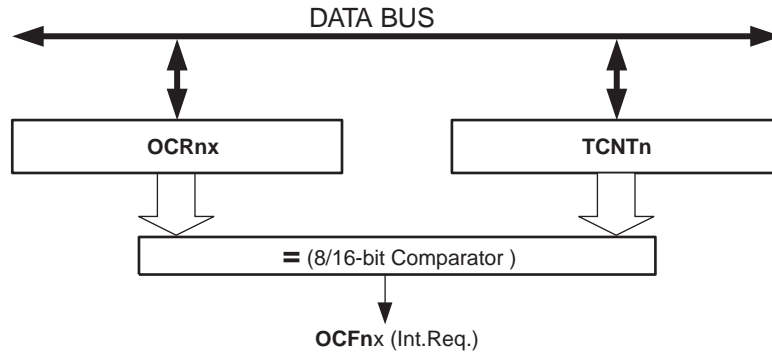 DATA BUS
OCRnx
TCNTn
= (8/16-bit Comparator )
OCFnx (Int.Req.)